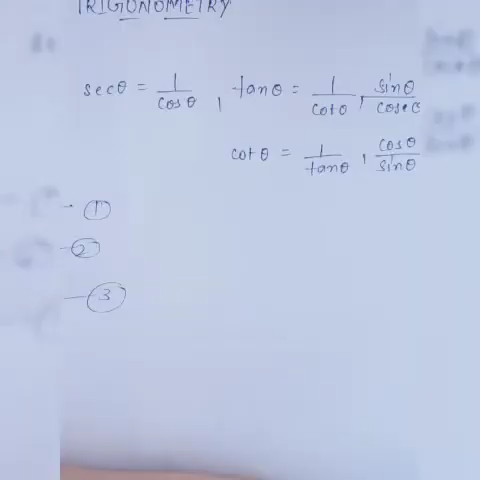 TRIGONOMETRY
secθ = 1/cosθ , tanθ = 1/cotθ , sinθ/cosec
cotθ = 1/tanθ , cosθ/sinθ
1
2
3